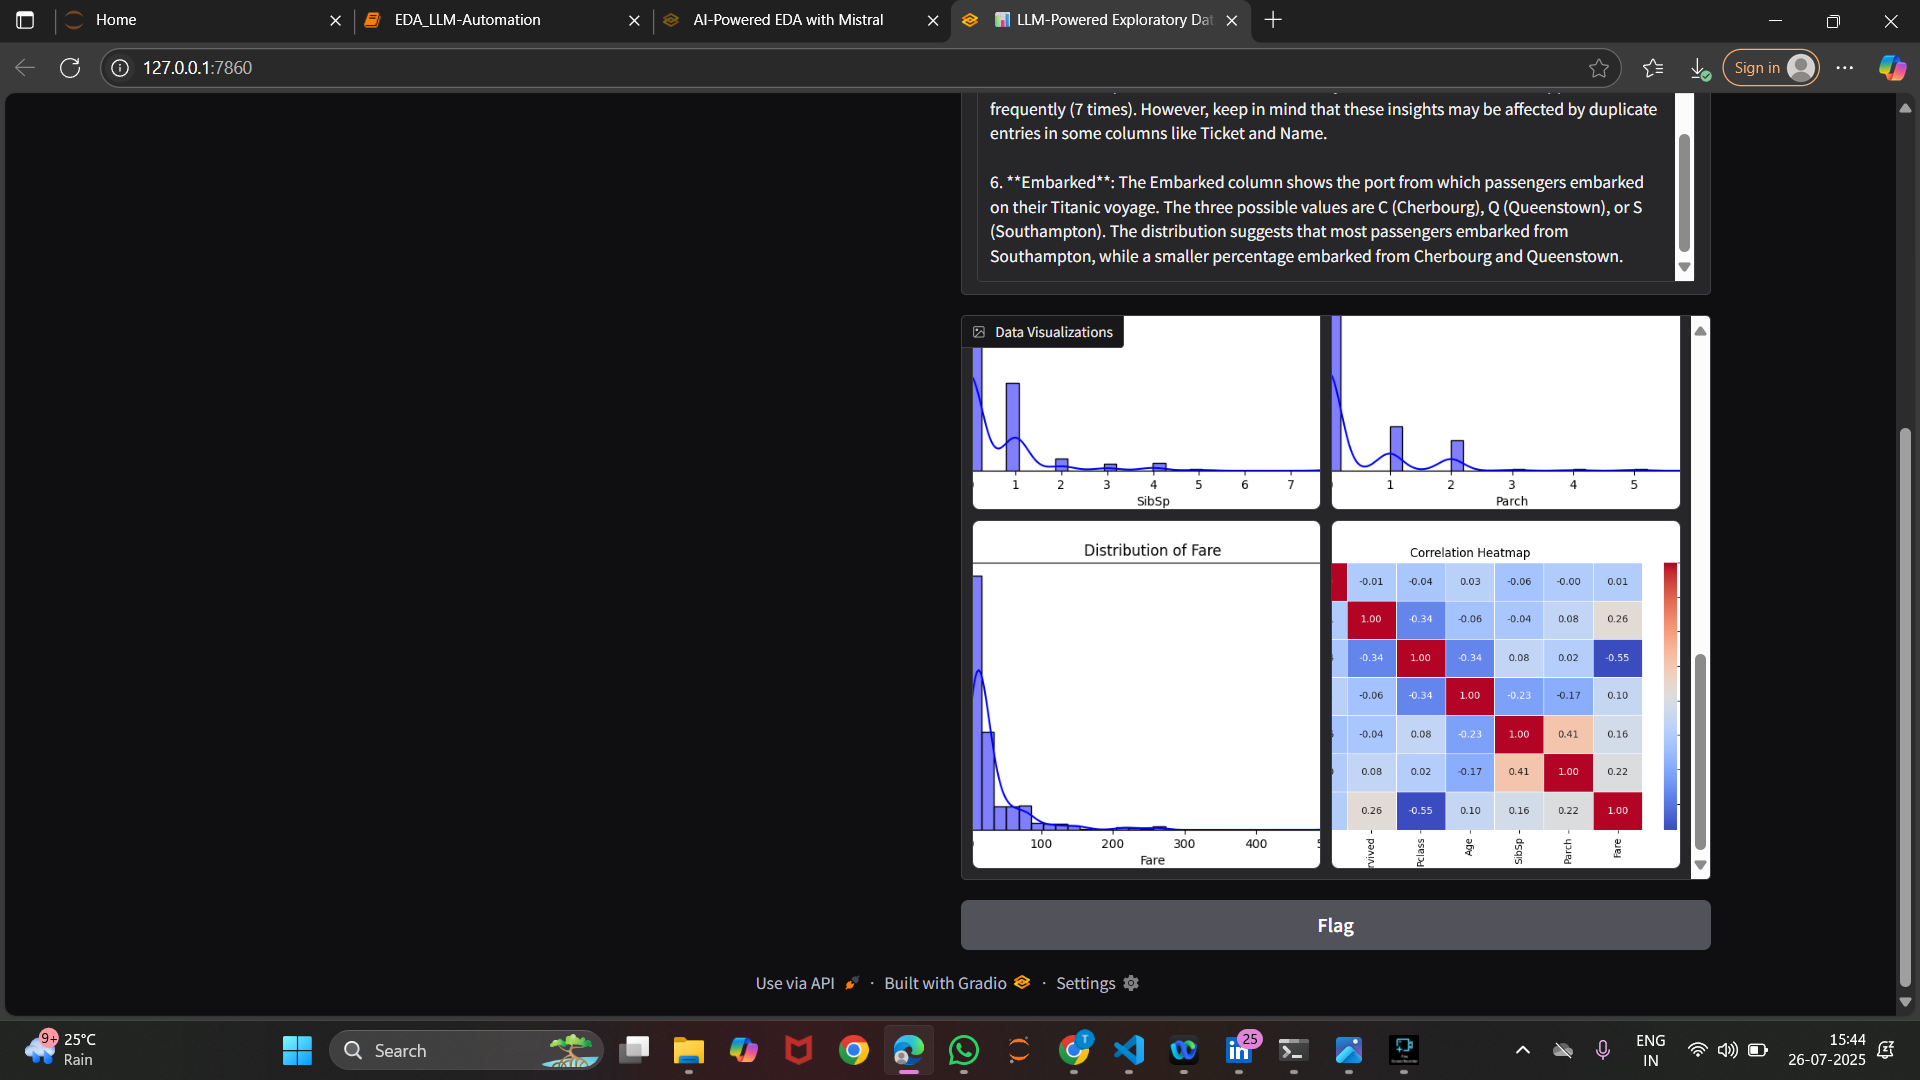 Home
EDA_LLM-Automation
AI-Powered EDA with Mistral
LLM-Powered Exploratory Dat
127.0.0.1:7860
Sign in
frequently (7 times). However, keep in mind that these insights may be affected by duplicate
entries in some columns like Ticket and Name.
6. **Embarked**: The Embarked column shows the port from which passengers embarked
on their Titanic voyage. The three possible values are C (Cherbourg), Q (Queenstown), or S
(Southampton). The distribution suggests that most passengers embarked from
Southampton, while a smaller percentage embarked from Cherbourg and Queenstown.
Data Visualizations
1 2 3 4 5 6 7
SibSp
1 2 3 4 5
Parch
Distribution of Fare
100 200 300 400
Fare
Correlation Heatmap
-0.01 -0.04 0.03 -0.06 -0.00 0.01
1.00 -0.34 -0.06 -0.04 0.08 0.26
-0.34 1.00 -0.34 0.08 0.02 -0.55
-0.06 -0.34 1.00 -0.23 -0.17 0.10
-0.04 0.08 -0.23 1.00 0.41 0.16
0.08 0.02 -0.17 0.41 1.00 0.22
0.26 -0.55 0.10 0.16 0.22 1.00
rvived Pclass Age SibSp Parch Fare
Flag
Use via API · Built with Gradio · Settings
9+
25°C
Rain
Search
T
25
ENG
IN
15:44
26-07-2025